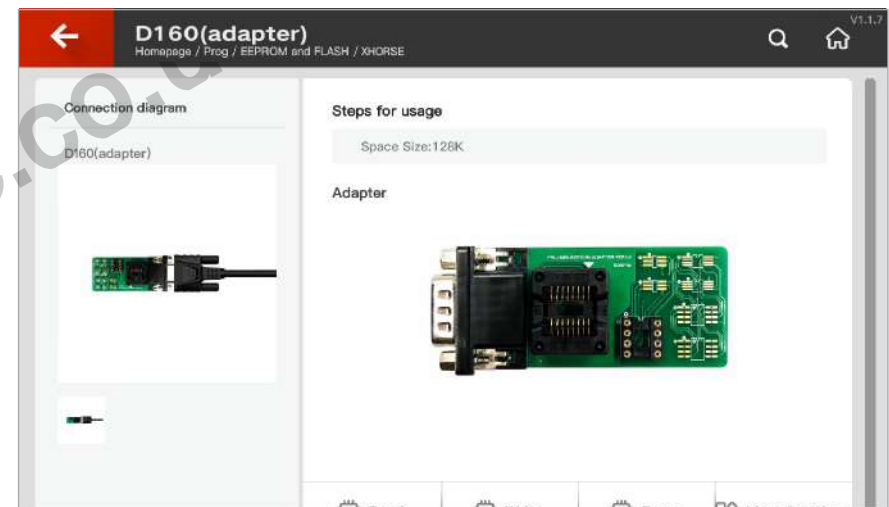 D160(adapter)
V1.1.7
Homepage / Prog / EEPROM and FLASH / XHORSE
Connection diagram
D160(adapter)
Steps for usage
Space Size:128K
Adapter